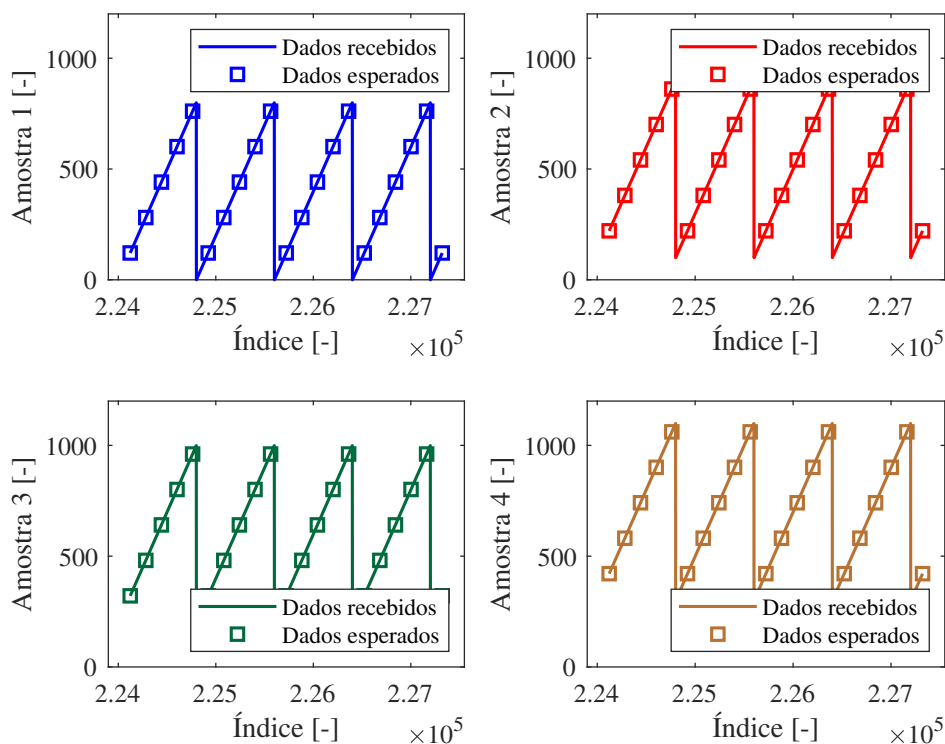 Amostra 1 [-]
1000
500
0
Dados recebidos
Dados esperados
2.24 2.25 2.26 2.27
Índice [-]
×10^5
Amostra 2 [-]
1000
500
0
Dados recebidos
Dados esperados
2.24 2.25 2.26 2.27
Índice [-]
×10^5
Amostra 3 [-]
1000
500
0
Dados recebidos
Dados esperados
2.24 2.25 2.26 2.27
Índice [-]
×10^5
Amostra 4 [-]
1000
500
0
Dados recebidos
Dados esperados
2.24 2.25 2.26 2.27
Índice [-]
×10^5